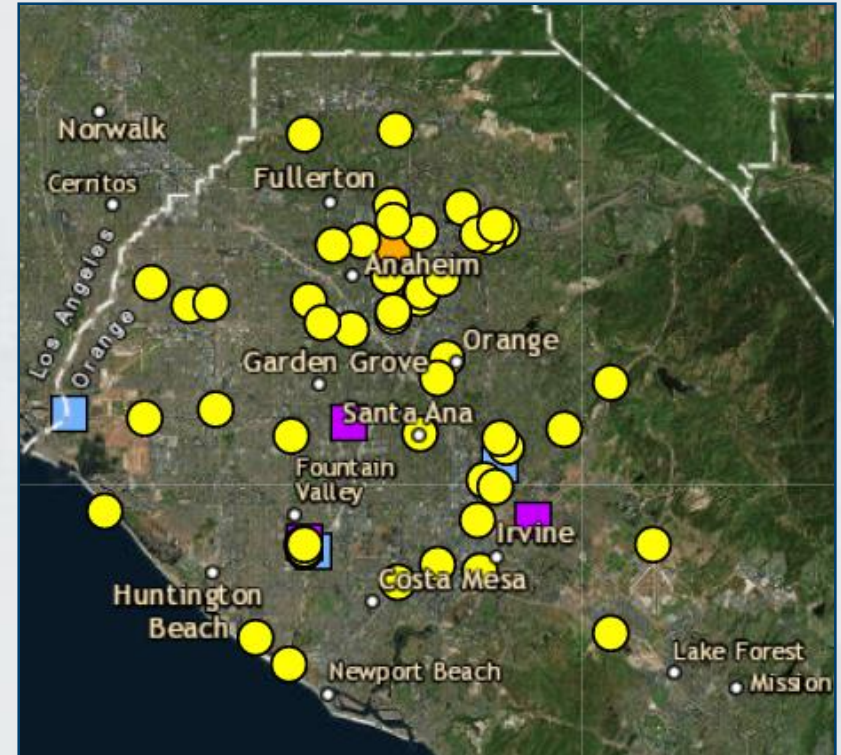 Norwalk
Cerritos
Fullerton
Los Angeles
Orange
Anaheim
Orange
Garden Grove
Santa Ana
Fountain
Valley
Irvine
Costa Mesa
Huntington
Beach
Lake Forest
Newport Beach
Mission